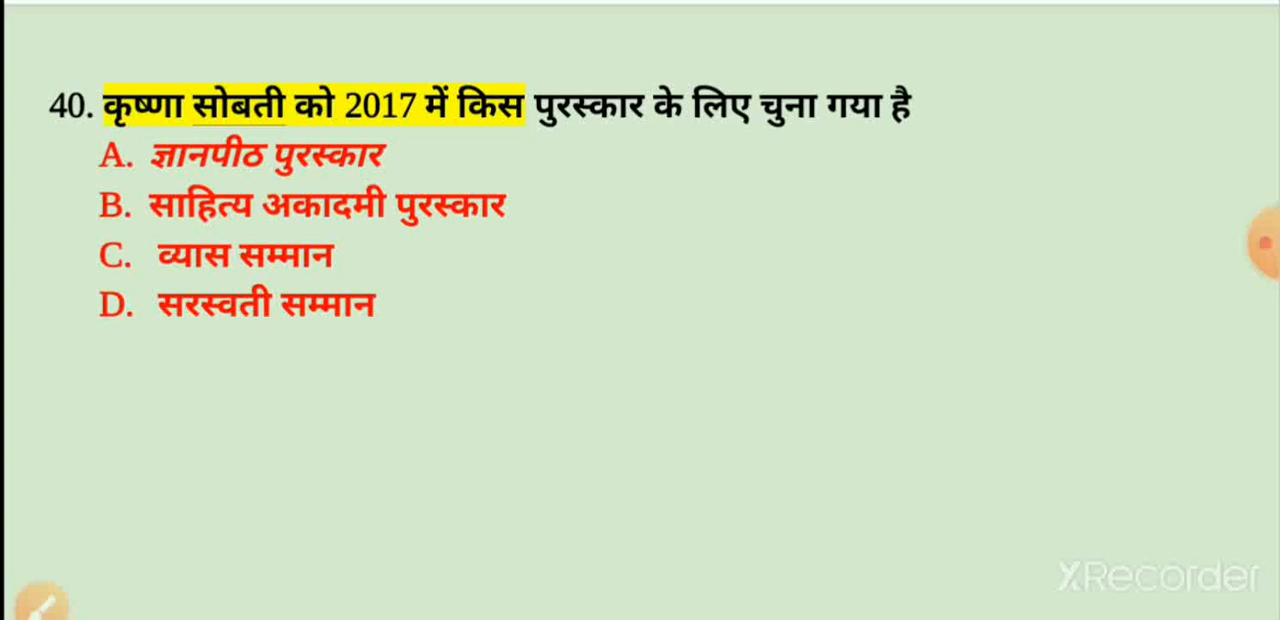 40. कृष्णा सोबती को 2017 में किस पुरस्कार के लिए चुना गया है
A. ज्ञानपीठ पुरस्कार
B. साहित्य अकादमी पुरस्कार
C. व्यास सम्मान
D. सरस्वती सम्मान
XRecorder